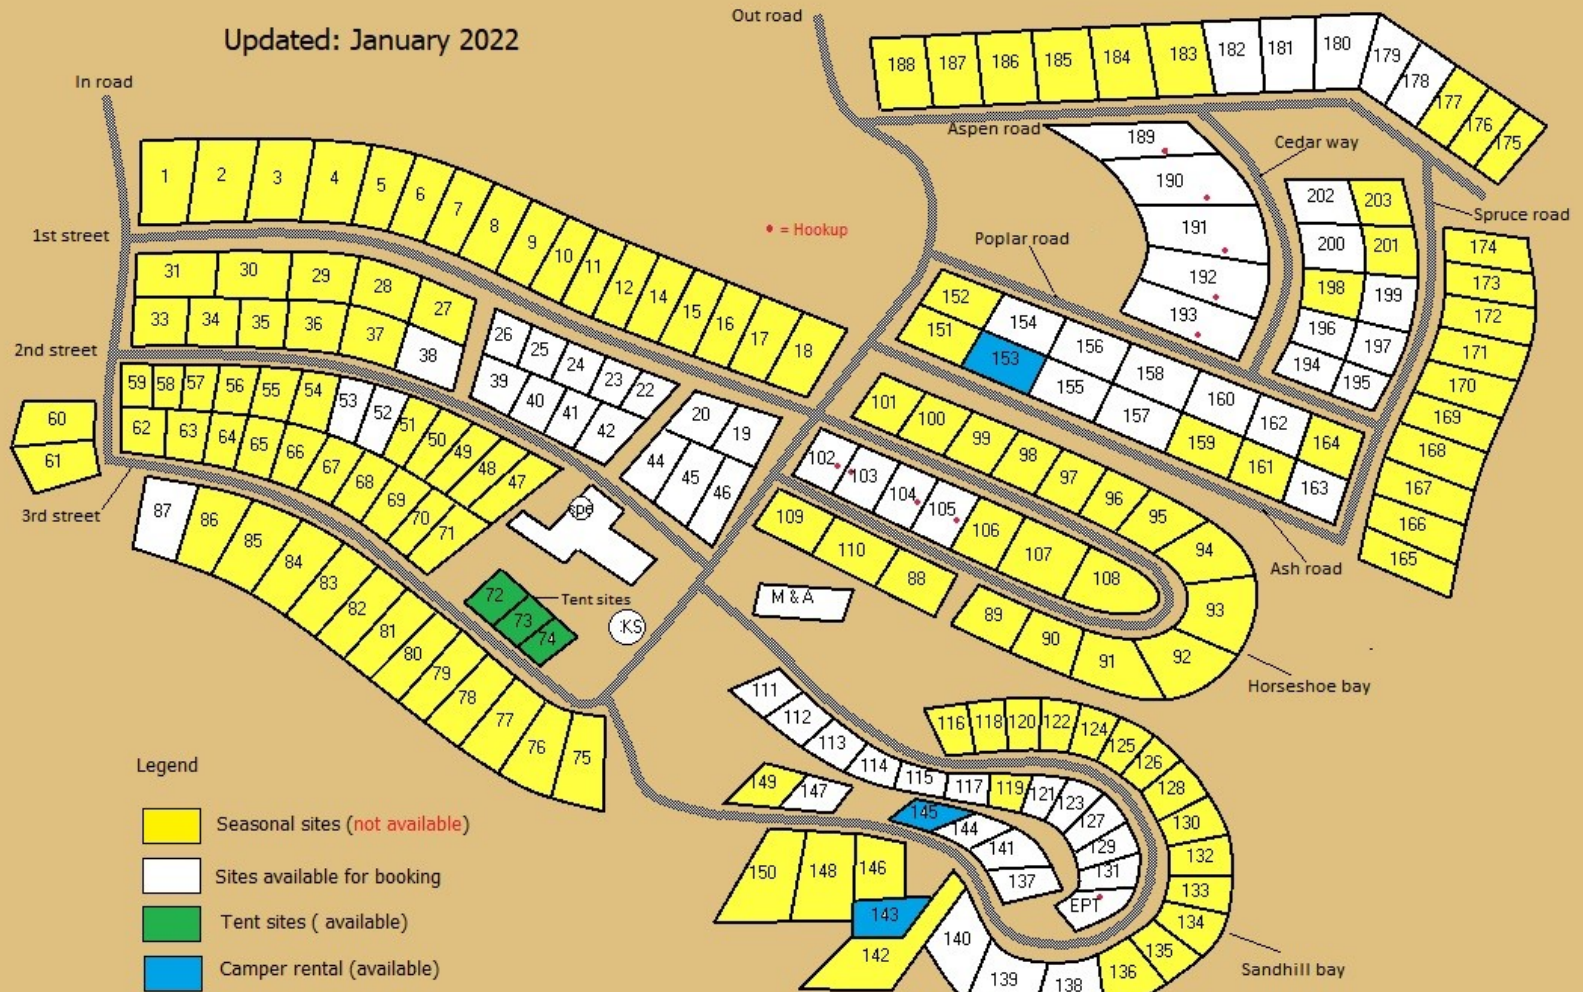 Updated: January 2022
Out road
In road
188 187 186 185 184 183 182 181 180 179 178 177 176 175
Aspen road
189
Cedar way
1 2 3 4 5 6 7 8 9 10 11 12 14 15 16 17 18
190
202 203
Spruce road
1st street
= Hookup
Poplar road
191
200 201
174
31 30 29 28 27
192
198 199
173
33 34 35 36 37 38
193
196 197
172
194 195
171
2nd street
26 25 24 23 22
152 154 156 158 160 162 164
170
39 40 41 42
151 153 155 157 159 161 163
169
59 58 57 56 55 54 53 52 51 50 49 48 47
20 19
101 100 99 98 97 96 95 94 93 92 91 90 89
168
60
62 63 64 65 66 67 68 69 70 71
44 45 46
102 103 104 105 106 107 108
167
61
3rd street
spe
109 110 88
166
165
87 86 85 84 83 82 81 80 79 78 77 76 75
Ash road
72 73 74
Tent sites
:KS
M & A
Horseshoe bay
111 112 113 114 115 117 119 121 123 127 129 131
EPT
116 118 120 122 124 125 126 128 130 132 133 134 135 136
149 147
145 144 141 137
150 148 146
143
142
140 139 138
Sandhill bay
Legend
Seasonal sites (not available)
Sites available for booking
Tent sites ( available)
Camper rental (available)